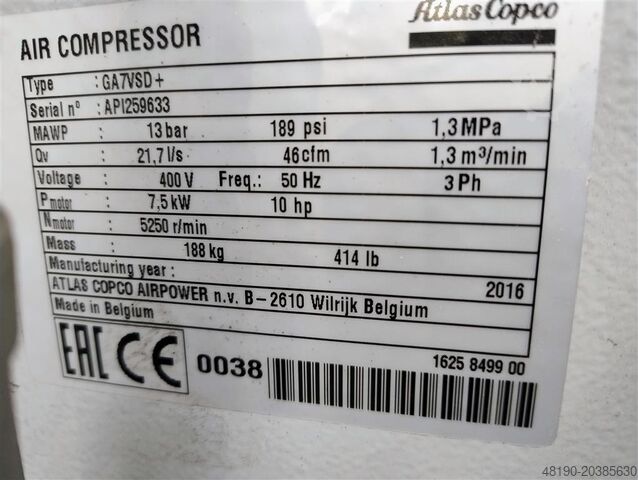 Atlas Copco
AIR COMPRESSOR
Type : GA7VSD+
Serial nº : API259633
MAWP : 13 bar 189 psi 1,3 MPa
Qv : 21,7 l/s 46 cfm 1,3 m³/min
Voltage : 400 V Freq.: 50 Hz 3 Ph
Pmotor : 7,5 kW 10 hp
Nmotor : 5250 r/min
Mass : 188 kg 414 lb
Manufacturing year : 2016
ATLAS COPCO AIRPOWER n.v. B-2610 Wilrijk Belgium
Made in Belgium
EAC CE 0038 1625 8499 00
48190-20385630